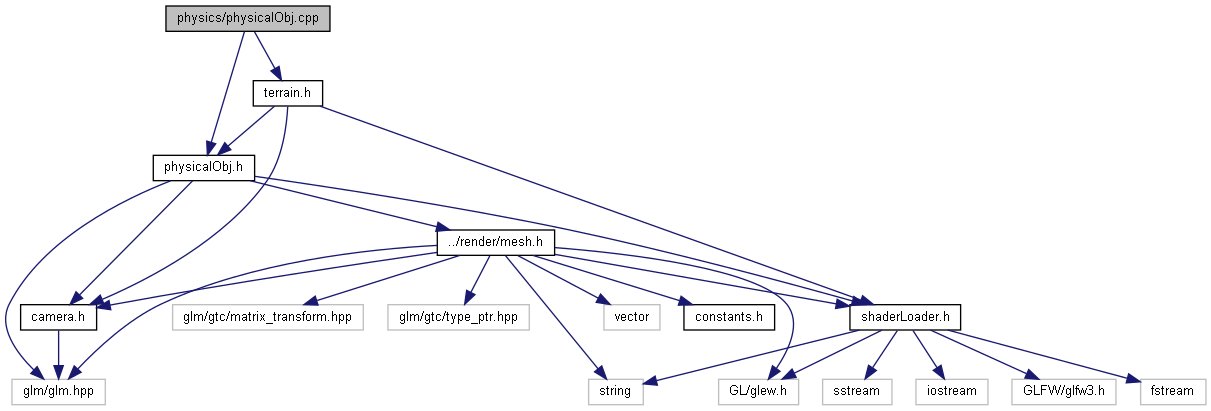 physics/physicalObj.cpp
terrain.h
physicalObj.h
../render/mesh.h
camera.h
glm/gtc/matrix_transform.hpp
glm/gtc/type_ptr.hpp
vector
constants.h
shaderLoader.h
glm/glm.hpp
string
GL/glew.h
sstream
iostream
GLFW/glfw3.h
fstream